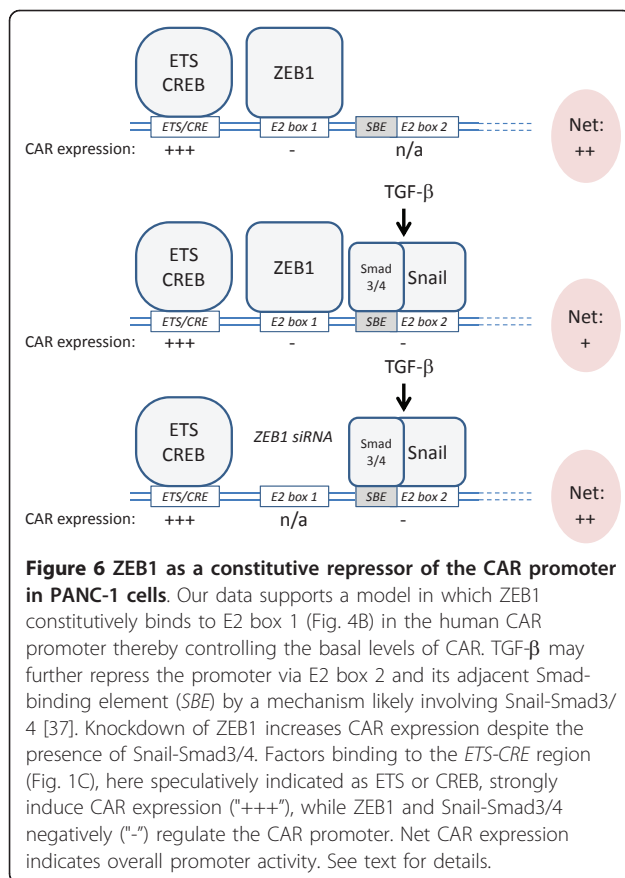 ETS
CREB
ZEB1
ETS/CRE
E2 box 1
SBE
E2 box 2
CAR expression:
+++
-
n/a
Net:
++
TGF-β
ETS
CREB
ZEB1
Smad
3/4
Snail
ETS/CRE
E2 box 1
SBE
E2 box 2
CAR expression:
+++
-
-
Net:
+
TGF-β
ETS
CREB
ZEB1 siRNA
Smad
3/4
Snail
ETS/CRE
E2 box 1
SBE
E2 box 2
CAR expression:
+++
n/a
-
Net:
++
Figure 6 ZEB1 as a constitutive repressor of the CAR promoter
in PANC-1 cells. Our data supports a model in which ZEB1
constitutively binds to E2 box 1 (Fig. 4B) in the human CAR
promoter thereby controlling the basal levels of CAR. TGF-β may
further repress the promoter via E2 box 2 and its adjacent Smad-
binding element (SBE) by a mechanism likely involving Snail-Smad3/
4 [37]. Knockdown of ZEB1 increases CAR expression despite the
presence of Snail-Smad3/4. Factors binding to the ETS-CRE region
(Fig. 1C), here speculatively indicated as ETS or CREB, strongly
induce CAR expression ("+++"), while ZEB1 and Snail-Smad3/4
negatively ("-") regulate the CAR promoter. Net CAR expression
indicates overall promoter activity. See text for details.